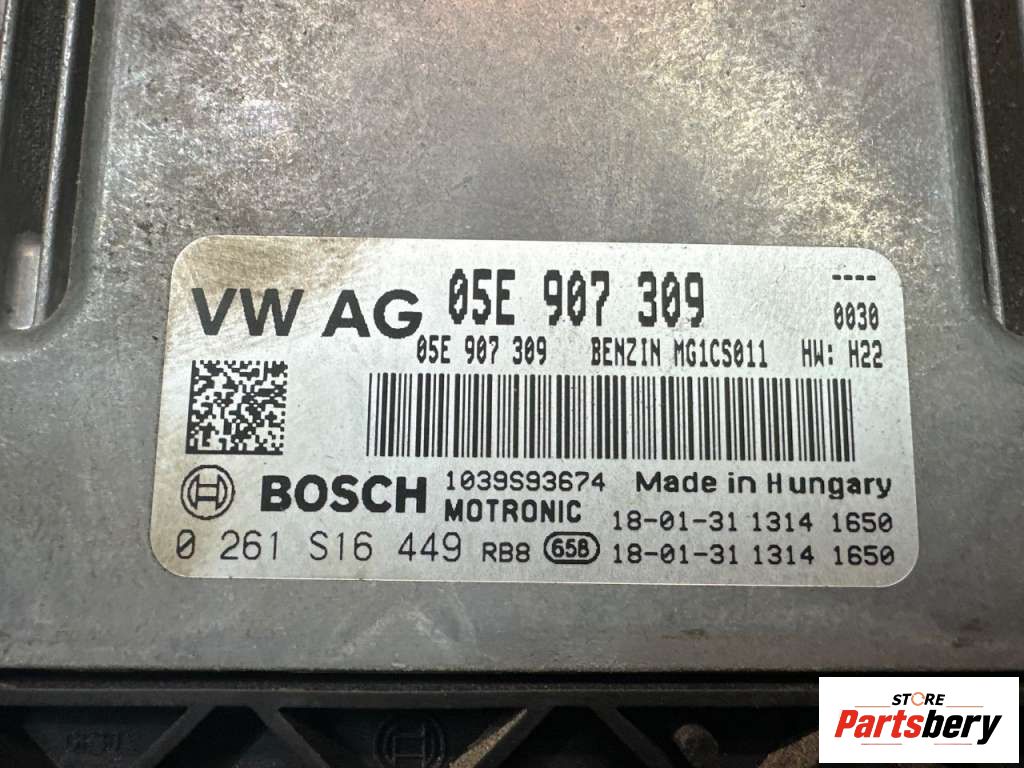 VW AG 05E 907 309 ----
0030
05E 907 309 BENZIN MG1CS011 HW: H22
BOSCH 1039S93674 Made in Hungary
MOTRONIC 18-01-31 1314 1650
0 261 S16 449 RB8 658 18-01-31 1314 1650
STORE
Partsbery